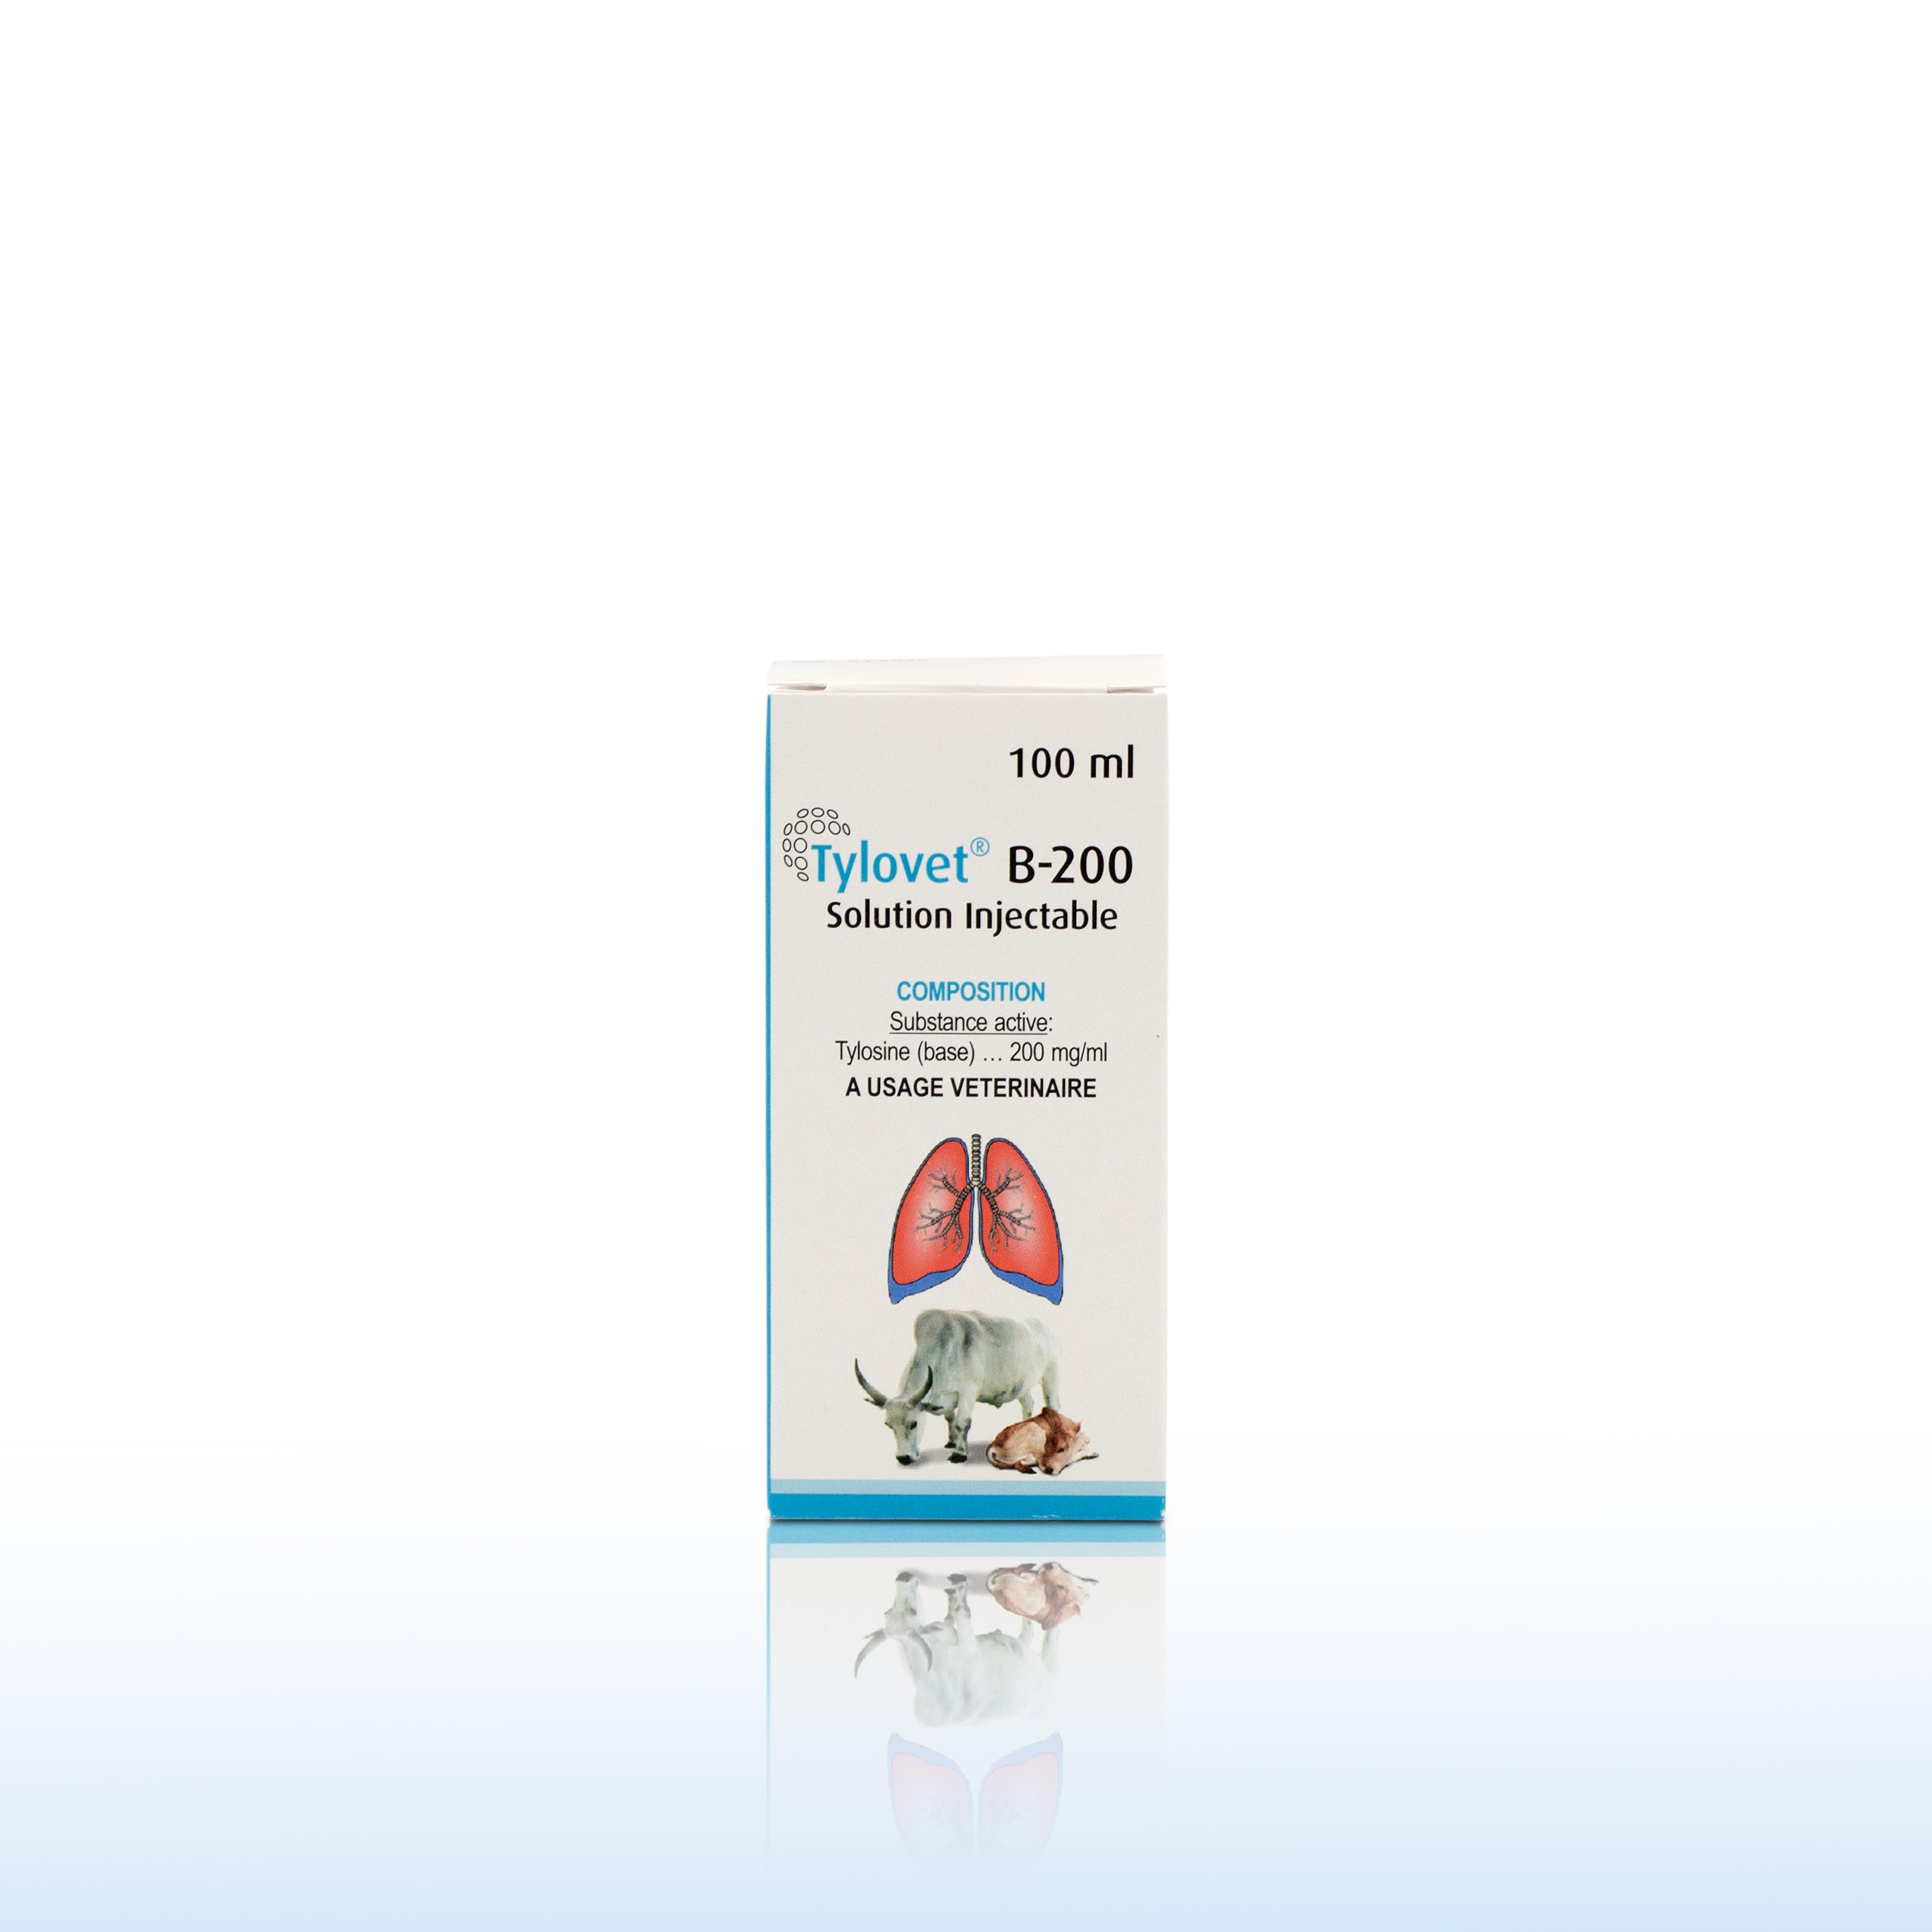 100 ml
Tylovet® B-200
Solution Injectable
COMPOSITION
Substance active:
Tylosine (base) ... 200 mg/ml
A USAGE VETERINAIRE